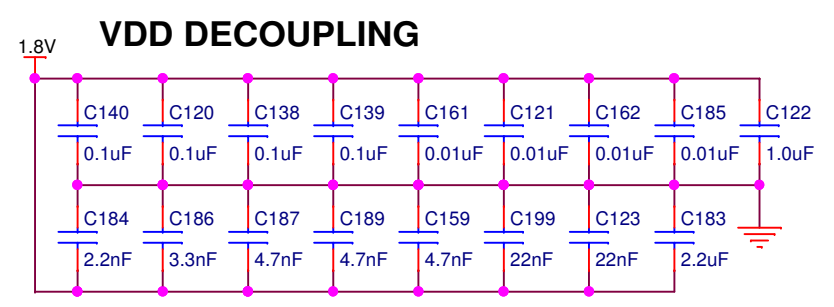 VDD DECOUPLING
1.8V
C140 C120 C138 C139 C161 C121 C162 C185 C122
0.1uF 0.1uF 0.1uF 0.1uF 0.01uF 0.01uF 0.01uF 0.01uF 1.0uF
C184 C186 C187 C189 C159 C199 C123 C183
2.2nF 3.3nF 4.7nF 4.7nF 4.7nF 22nF 22nF 2.2uF